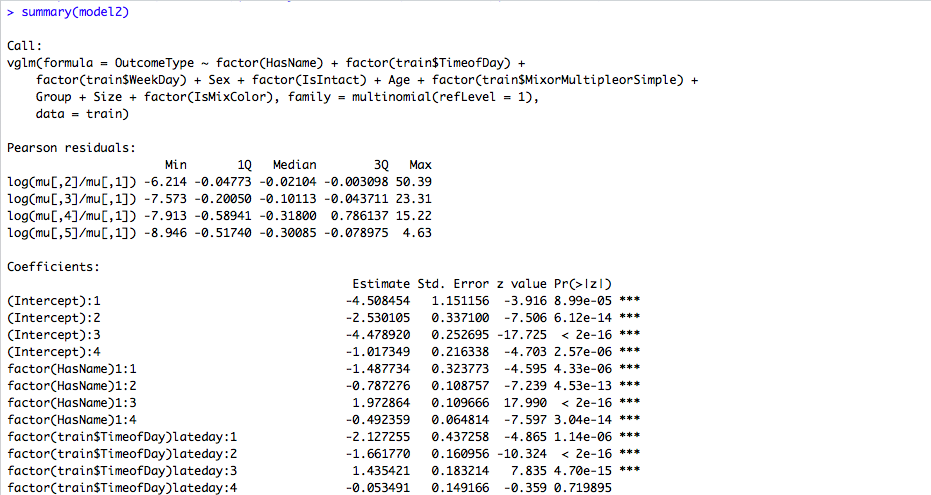 > summary(model2)
Call:
vglm(formula = OutcomeType ~ factor(HasName) + factor(train$TimeofDay) +
    factor(train$WeekDay) + Sex + factor(IsIntact) + Age + factor(train$MixorMultipleorSimple) +
    Group + Size + factor(IsMixColor), family = multinomial(refLevel = 1),
    data = train)
Pearson residuals:
                       Min       1Q   Median        3Q   Max
log(mu[,2]/mu[,1]) -6.214 -0.04773 -0.02104 -0.003098 50.39
log(mu[,3]/mu[,1]) -7.573 -0.20050 -0.10113 -0.043711 23.31
log(mu[,4]/mu[,1]) -7.913 -0.58941 -0.31800  0.786137 15.22
log(mu[,5]/mu[,1]) -8.946 -0.51740 -0.30085 -0.078975  4.63
Coefficients:
                                   Estimate Std. Error z value Pr(>|z|)
(Intercept):1                     -4.508454   1.151156  -3.916 8.99e-05 ***
(Intercept):2                     -2.530105   0.337100  -7.506 6.12e-14 ***
(Intercept):3                     -4.478920   0.252695 -17.725  < 2e-16 ***
(Intercept):4                     -1.017349   0.216338  -4.703 2.57e-06 ***
factor(HasName)1:1                -1.487734   0.323773  -4.595 4.33e-06 ***
factor(HasName)1:2                -0.787276   0.108757  -7.239 4.53e-13 ***
factor(HasName)1:3                 1.972864   0.109666  17.990  < 2e-16 ***
factor(HasName)1:4                -0.492359   0.064814  -7.597 3.04e-14 ***
factor(train$TimeofDay)lateday:1  -2.127255   0.437258  -4.865 1.14e-06 ***
factor(train$TimeofDay)lateday:2  -1.661770   0.160956 -10.324  < 2e-16 ***
factor(train$TimeofDay)lateday:3   1.435421   0.183214   7.835 4.70e-15 ***
factor(train$TimeofDay)lateday:4  -0.053491   0.149166  -0.359 0.719895